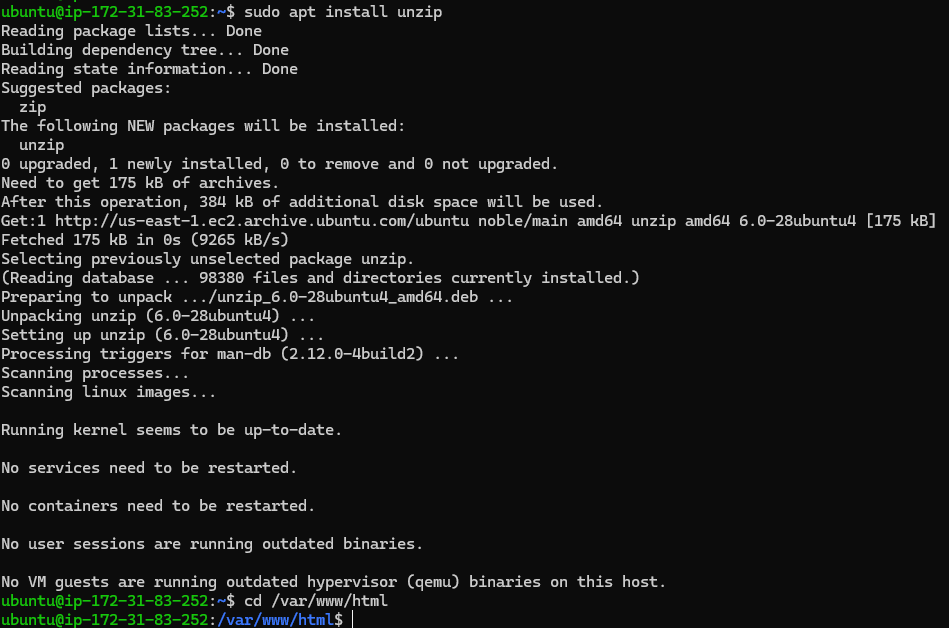 ubuntu@ip-172-31-83-252:~$ sudo apt install unzip
Reading package lists... Done
Building dependency tree... Done
Reading state information... Done
Suggested packages:
  zip
The following NEW packages will be installed:
  unzip
0 upgraded, 1 newly installed, 0 to remove and 0 not upgraded.
Need to get 175 kB of archives.
After this operation, 384 kB of additional disk space will be used.
Get:1 http://us-east-1.ec2.archive.ubuntu.com/ubuntu noble/main amd64 unzip amd64 6.0-28ubuntu4 [175 kB]
Fetched 175 kB in 0s (9265 kB/s)
Selecting previously unselected package unzip.
(Reading database ... 98380 files and directories currently installed.)
Preparing to unpack .../unzip_6.0-28ubuntu4_amd64.deb ...
Unpacking unzip (6.0-28ubuntu4) ...
Setting up unzip (6.0-28ubuntu4) ...
Processing triggers for man-db (2.12.0-4build2) ...
Scanning processes...
Scanning linux images...

Running kernel seems to be up-to-date.

No services need to be restarted.

No containers need to be restarted.

No user sessions are running outdated binaries.

No VM guests are running outdated hypervisor (qemu) binaries on this host.
ubuntu@ip-172-31-83-252:~$ cd /var/www/html
ubuntu@ip-172-31-83-252:/var/www/html$